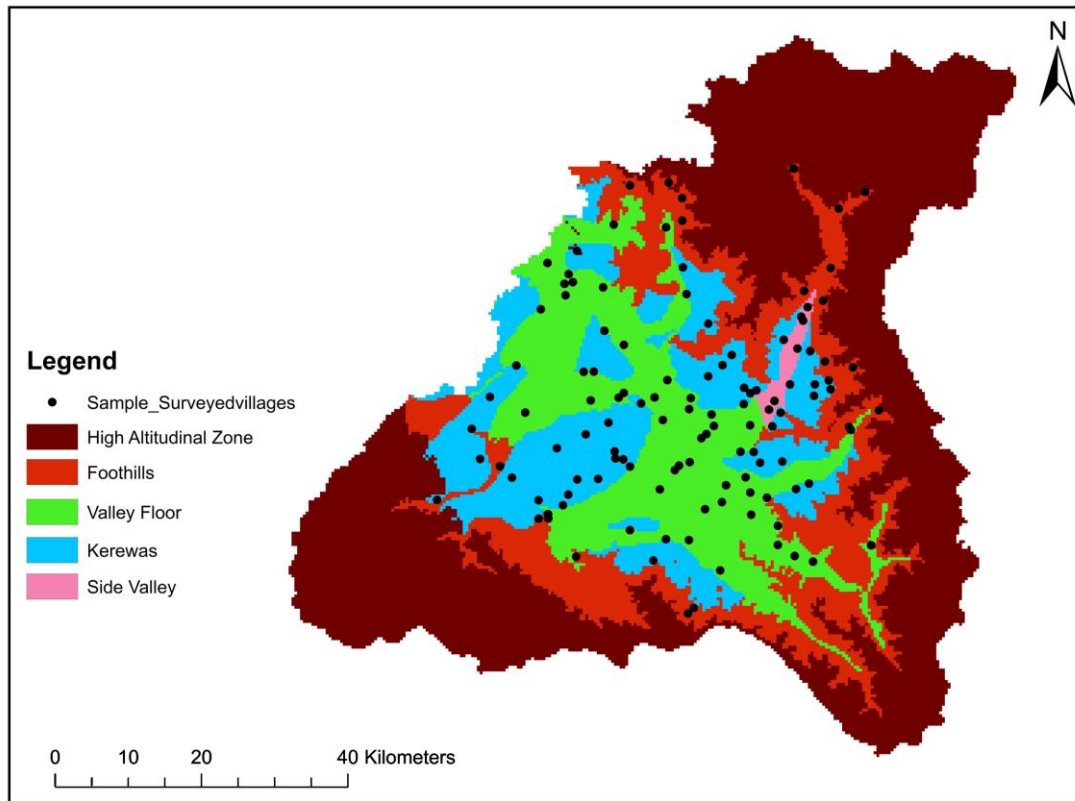 N
Legend
Sample_Surveyedvillages
High Altitudinal Zone
Foothills
Valley Floor
Kerewas
Side Valley
0 10 20 40 Kilometers